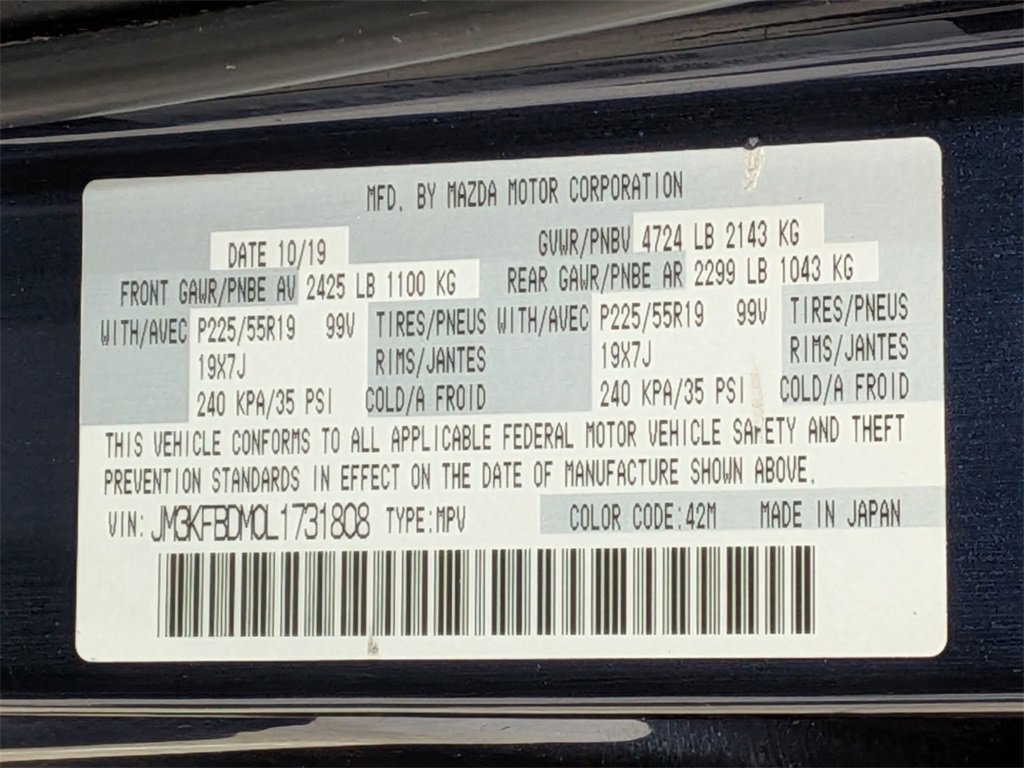 MFD. BY MAZDA MOTOR CORPORATION
DATE 10/19 GVWR/PNBV 4724 LB 2143 KG
FRONT GAWR/PNBE AV 2425 LB 1100 KG REAR GAWR/PNBE AR 2299 LB 1043 KG
WITH/AVEC P225/55R19 99V TIRES/PNEUS WITH/AVEC P225/55R19 99V TIRES/PNEUS
19X7J RIMS/JANTES 19X7J RIMS/JANTES
240 KPA/35 PSI COLD/A FROID 240 KPA/35 PSI COLD/A FROID
THIS VEHICLE CONFORMS TO ALL APPLICABLE FEDERAL MOTOR VEHICLE SAFETY AND THEFT
PREVENTION STANDARDS IN EFFECT ON THE DATE OF MANUFACTURE SHOWN ABOVE.
VIN: JM3KFBDM0L1731808 TYPE:MPV COLOR CODE:42M MADE IN JAPAN